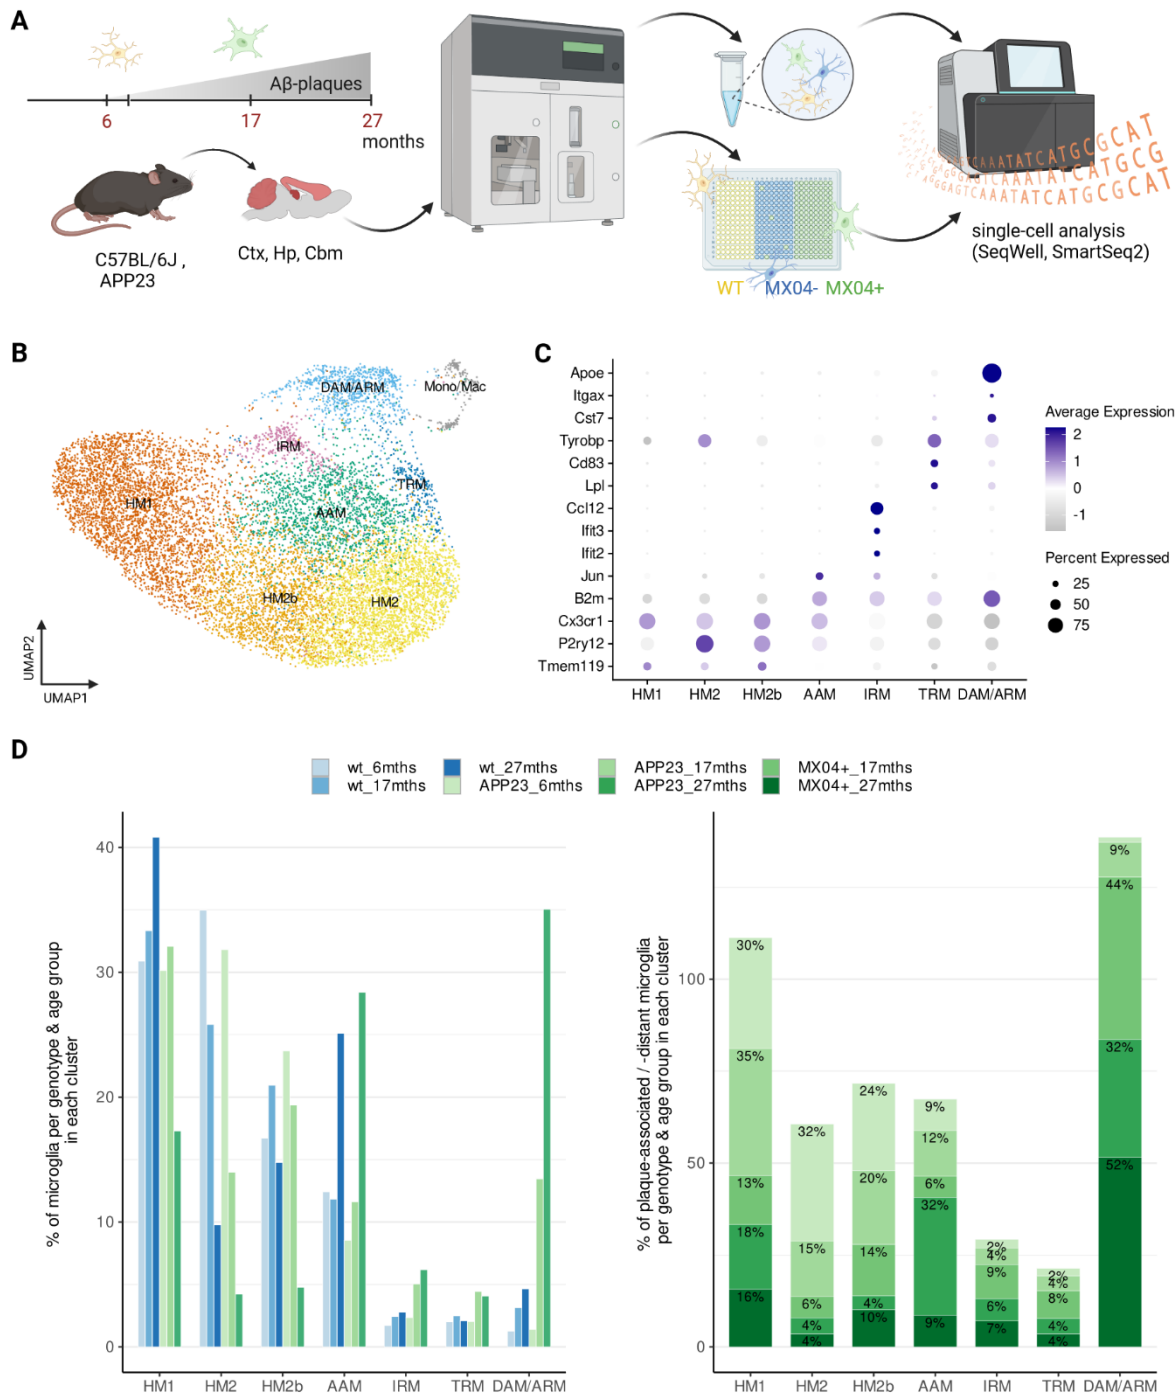 A
Aβ-plaques
6
17
27
months
C57BL/6J ,
APP23
Ctx, Hp, Cbm
WT
MX04-
MX04+
single-cell analysis
(SeqWell, SmartSeq2)
B
DAM/ARM
Mono/Mac
IRM
TRM
HM1
AAM
HM2b
HM2
UMAP2
UMAP1
C
Apoe
Itgax
Cst7
Tyrobp
Cd83
Lpl
Ccl12
Ifit3
Ifit2
Jun
B2m
Cx3cr1
P2ry12
Tmem119
HM1 HM2 HM2b AAM IRM TRM DAM/ARM
Average Expression
2
1
0
-1
Percent Expressed
25
50
75
D
wt_6mths wt_27mths APP23_17mths MX04+_17mths
wt_17mths APP23_6mths APP23_27mths MX04+_27mths
% of microglia per genotype & age group
in each cluster
40
30
20
10
0
HM1 HM2 HM2b AAM IRM TRM DAM/ARM
% of plaque-associated / -distant microglia
per genotype & age group in each cluster
100
50
0
30%
35%
13%
18%
16%
32%
15%
6%
4%
4%
24%
20%
14%
4%
10%
9%
12%
6%
32%
9%
2%
4%
9%
6%
7%
2%
4%
8%
4%
4%
9%
44%
32%
52%
HM1 HM2 HM2b AAM IRM TRM DAM/ARM